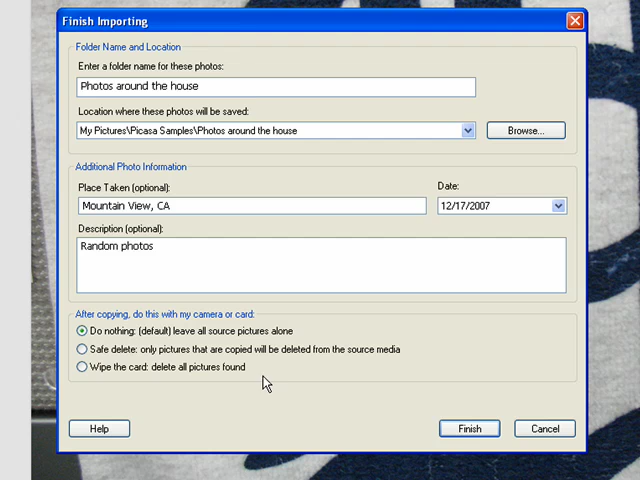 Finish Importing
Folder Name and Location
Enter a folder name for these photos:
Photos around the house
Location where these photos will be saved:
My Pictures\Picasa Samples\Photos around the house
Browse...
Additional Photo Information
Place Taken (optional):
Date:
Mountain View, CA
12/17/2007
Description (optional):
Random photos
After copying, do this with my camera or card:
Do nothing: (default) leave all source pictures alone
Safe delete: only pictures that are copied will be deleted from the source media
Wipe the card: delete all pictures found
Help
Finish
Cancel